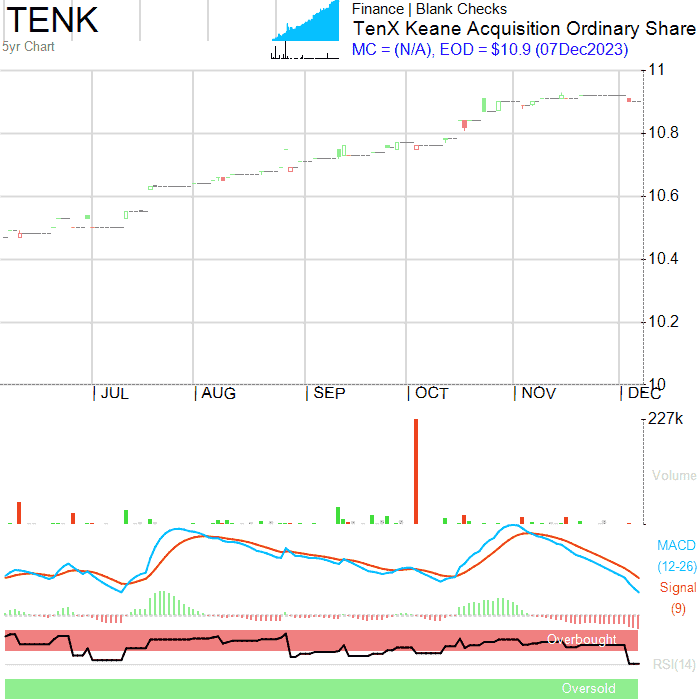 TENK
5yr Chart
Finance | Blank Checks
TenX Keane Acquisition Ordinary Share
MC = (N/A), EOD = $10.9 (07Dec2023)
11
10.8
10.6
10.4
10.2
10
JUL AUG SEP OCT NOV DEC
227k
Volume
MACD
(12-26)
Signal
(9)
Overbought
RSI(14)
Oversold